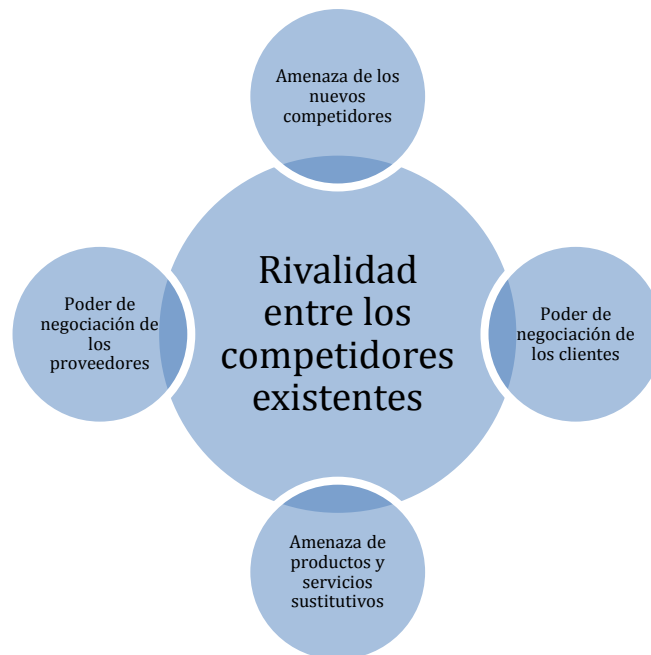 Amenaza de los
nuevos
competidores
Poder de
negociación de
los
proveedores
Rivalidad
entre los
competidores
existentes
Poder de
negociación de
los clientes
Amenaza de
productos y
servicios
sustitutivos